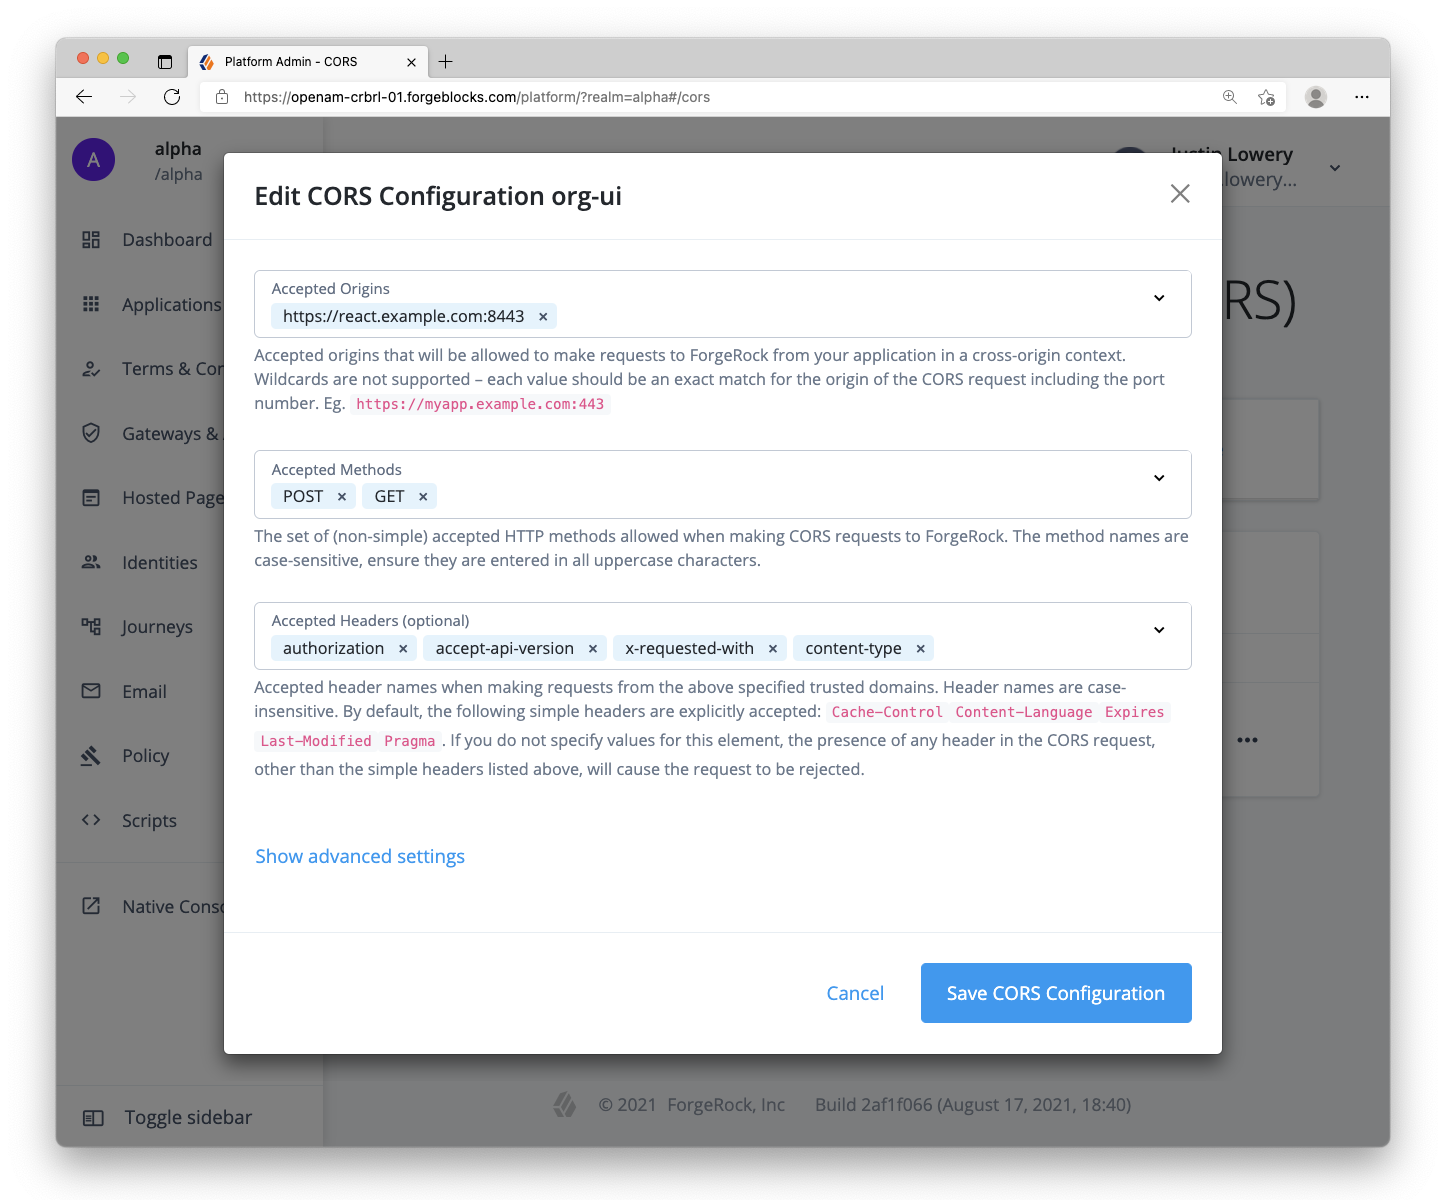 Platform Admin - CORS
https://openam-crbrl-01.forgeblocks.com/platform/?realm=alpha#/cors
A
alpha
/alpha
Lowery
lowery...
Dashboard
Applications
Terms &
Gateways &
Hosted
Identities
Journeys
Email
Policy
Scripts
Native
Toggle sidebar
RS)
Edit CORS Configuration org-ui
Accepted Origins
https://react.example.com:8443 ×
Accepted origins that will be allowed to make requests to ForgeRock from your application in a cross-origin context.
Wildcards are not supported – each value should be an exact match for the origin of the CORS request including the port
number. Eg. https://myapp.example.com:443
Accepted Methods
POST × GET ×
The set of (non-simple) accepted HTTP methods allowed when making CORS requests to ForgeRock. The method names are
case-sensitive, ensure they are entered in all uppercase characters.
Accepted Headers (optional)
authorization × accept-api-version × x-requested-with × content-type ×
Accepted header names when making requests from the above specified trusted domains. Header names are case-
insensitive. By default, the following simple headers are explicitly accepted: Cache-Control Content-Language Expires
Last-Modified Pragma . If you do not specify values for this element, the presence of any header in the CORS request,
other than the simple headers listed above, will cause the request to be rejected.
Show advanced settings
Cancel
Save CORS Configuration
© 2021 ForgeRock, Inc Build 2af1f066 (August 17, 2021, 18:40)